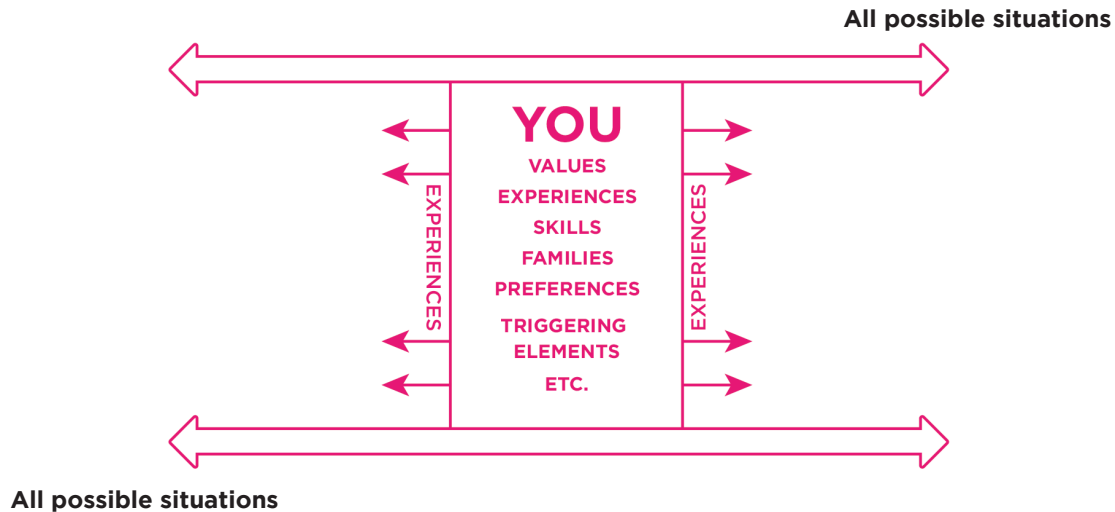 All possible situations
YOU
VALUES
EXPERIENCES
SKILLS
FAMILIES
PREFERENCES
TRIGGERING
ELEMENTS
ETC.
EXPERIENCES
EXPERIENCES
All possible situations